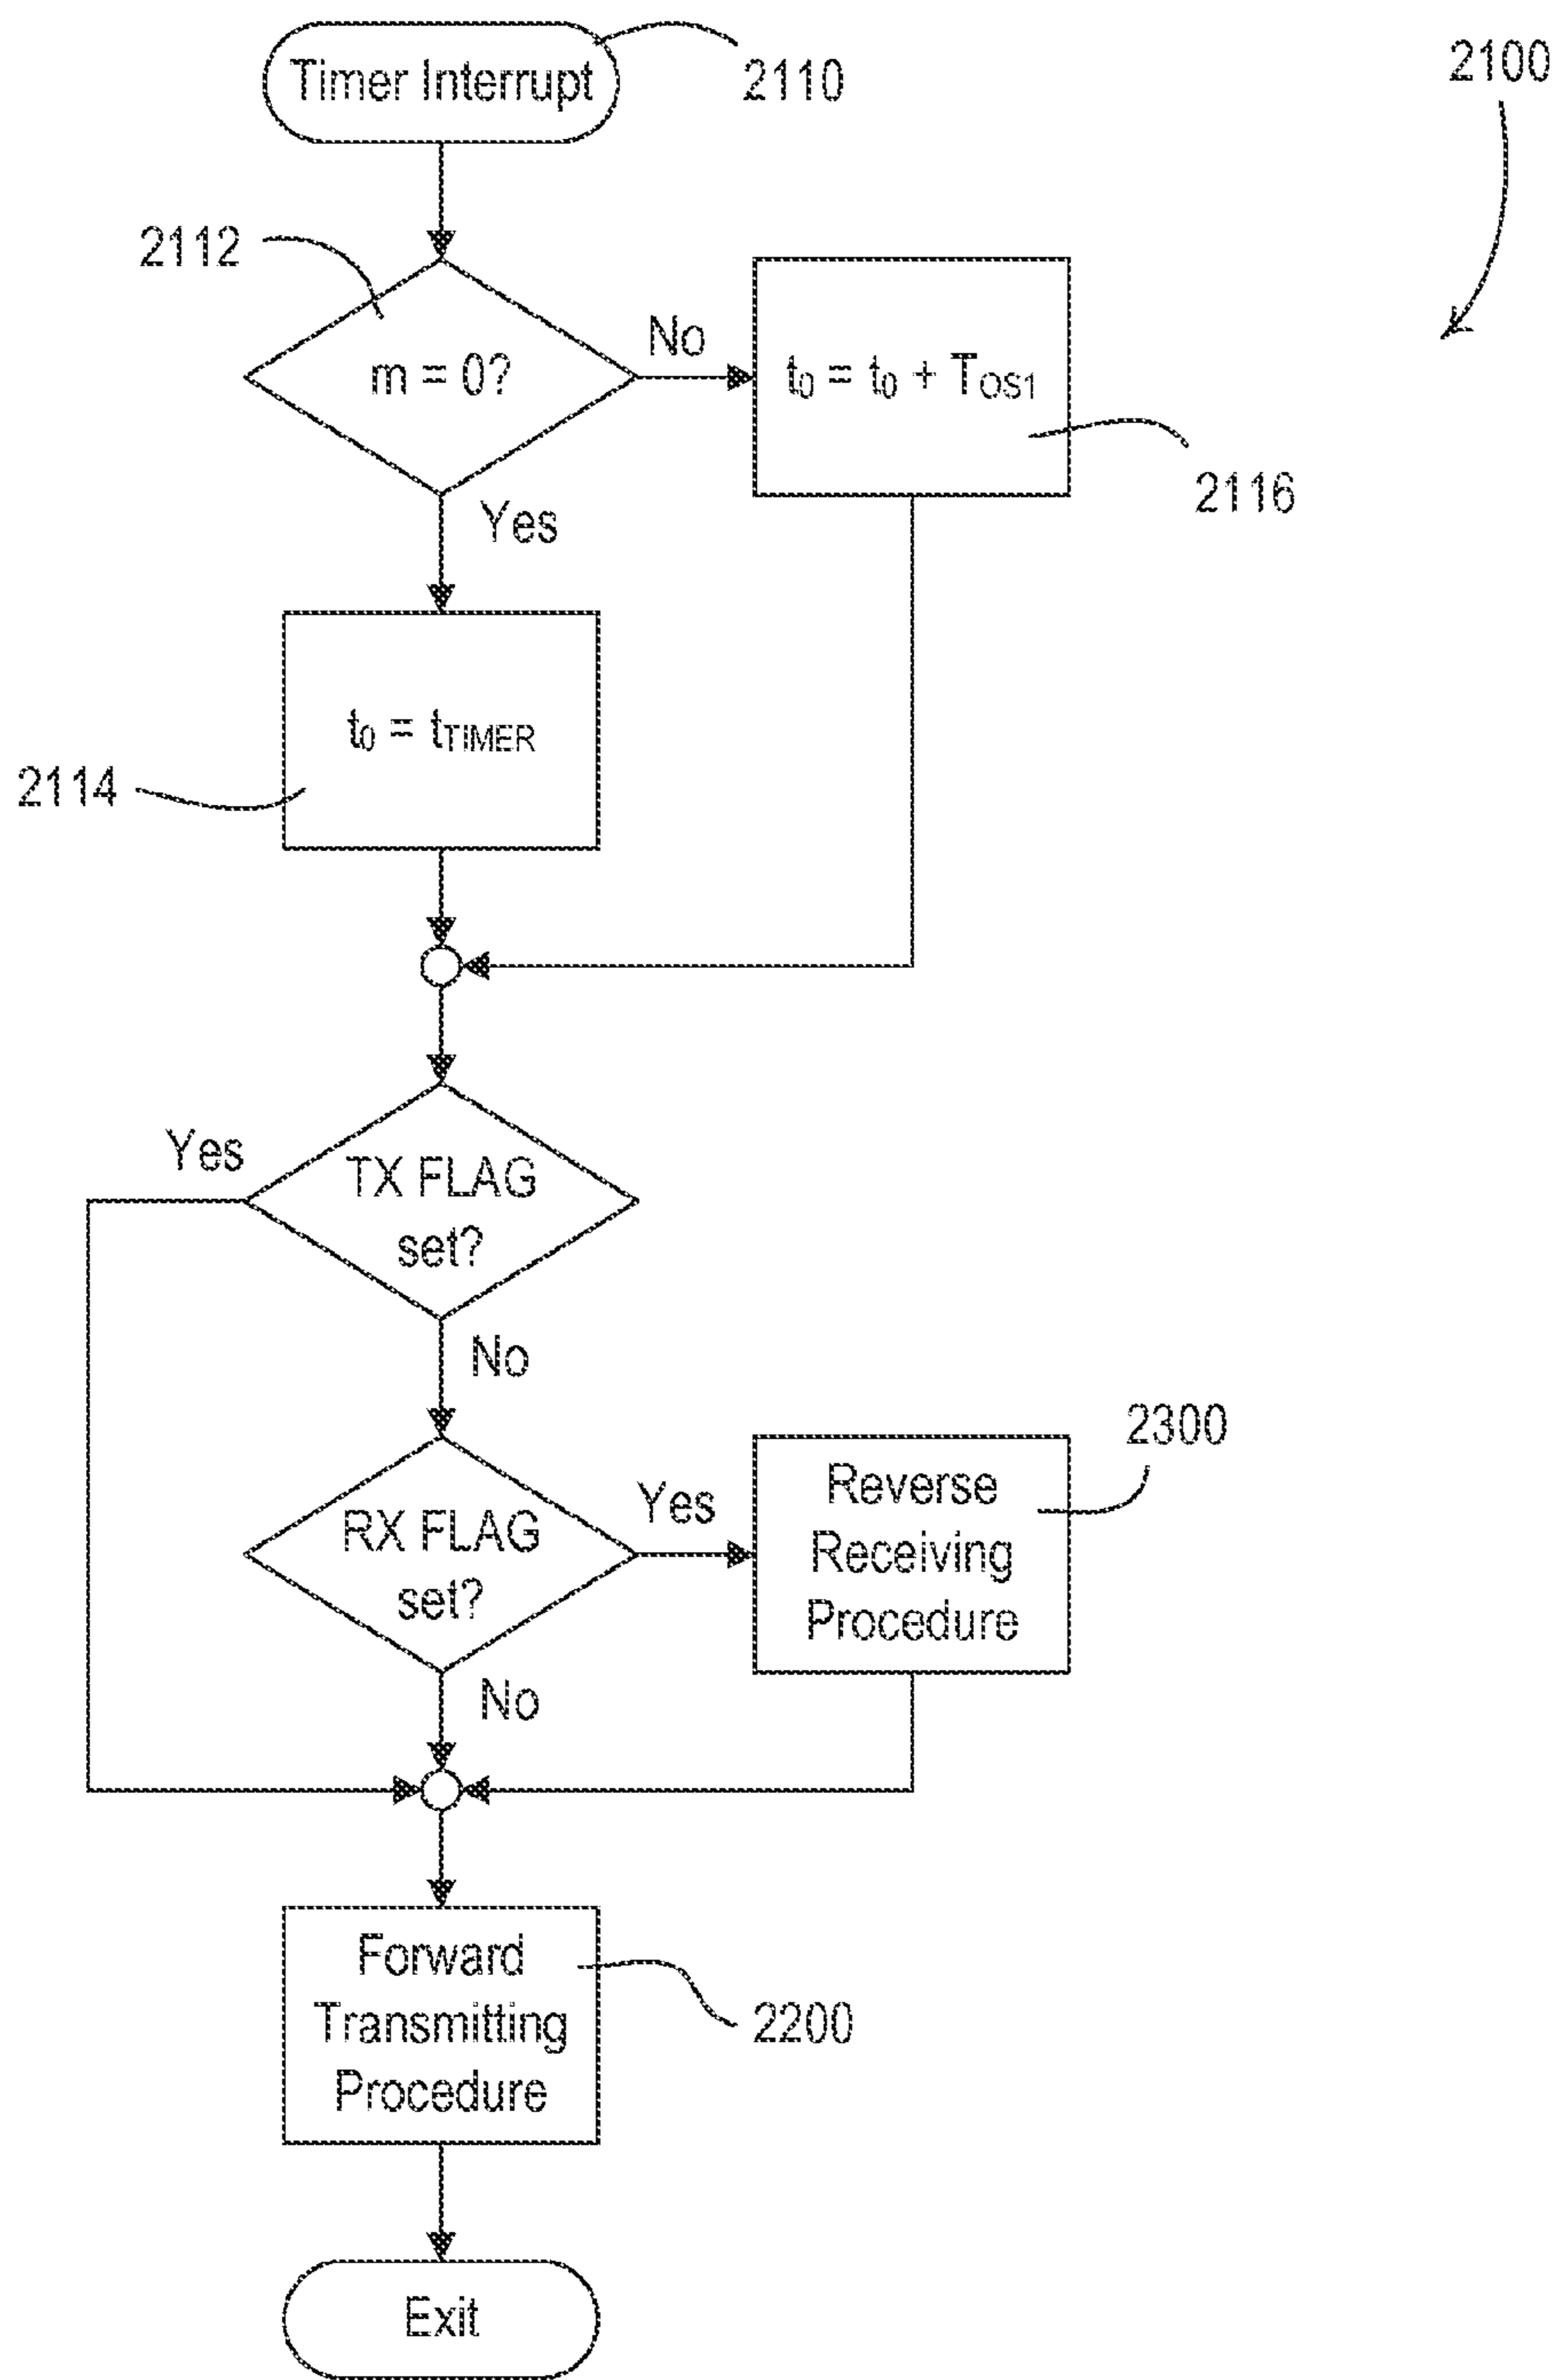 Timer Interrupt
2110
2100
2112
m = 0?
No
t₀ = t₀ + TOS1
2116
Yes
t₀ = tTIMER
2114
Yes
TX FLAG
set?
No
RX FLAG
set?
Yes
2300
Reverse
Receiving
Procedure
No
Forward
Transmitting
Procedure
2200
Exit